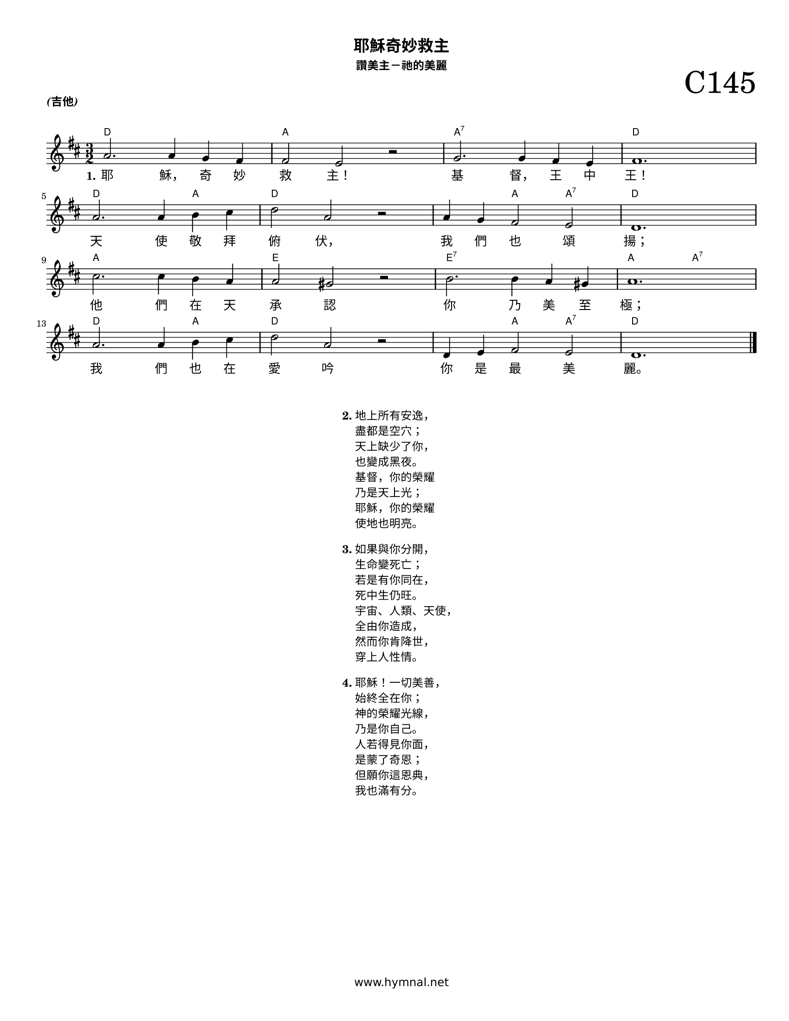 耶穌奇妙救主
讚美主－祂的美麗
C145
(吉他)
D A A7 D
1. 耶 穌， 奇 妙 救 主！ 基 督， 王 中 王！
5 D A D A A7 D
天 使 敬 拜 俯 伏， 我 們 也 頌 揚；
9 A E E7 A A7
他 們 在 天 承 認 你 乃 美 至 極；
13 D A D A A7 D
我 們 也 在 愛 吟 你 是 最 美 麗。
2. 地上所有安逸，
盡都是空穴；
天上缺少了你，
也變成黑夜。
基督，你的榮耀
乃是天上光；
耶穌，你的榮耀
使地也明亮。
3. 如果與你分開，
生命變死亡；
若是有你同在，
死中生仍旺。
宇宙、人類、天使，
全由你造成，
然而你肯降世，
穿上人性情。
4. 耶穌！一切美善，
始終全在你；
神的榮耀光線，
乃是你自己。
人若得見你面，
是蒙了奇恩；
但願你這恩典，
我也滿有分。
www.hymnal.net